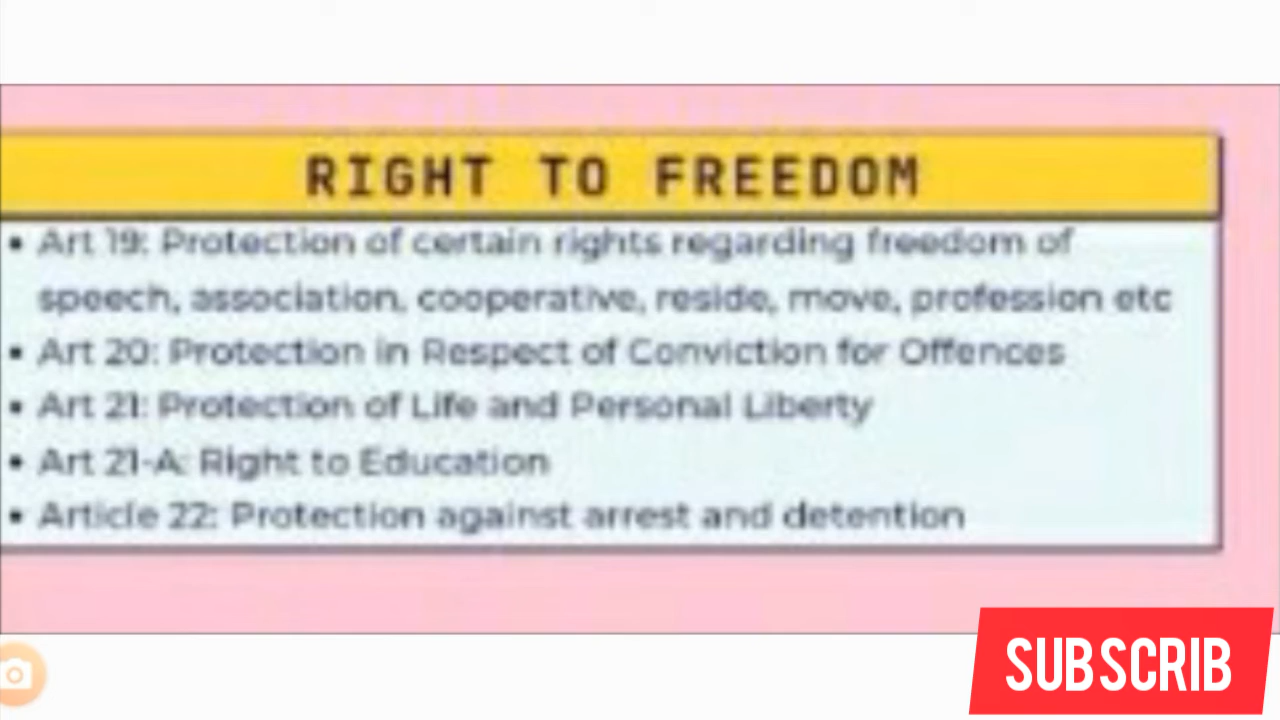 RIGHT TO FREEDOM
• Art 19: Protection of certain rights regarding freedom of
speech, association, cooperative, reside, move, profession etc
• Art 20: Protection in Respect of Conviction for Offences
• Art 21: Protection of Life and Personal Liberty
• Art 21-A: Right to Education
• Article 22: Protection against arrest and detention
SUBSCRIB